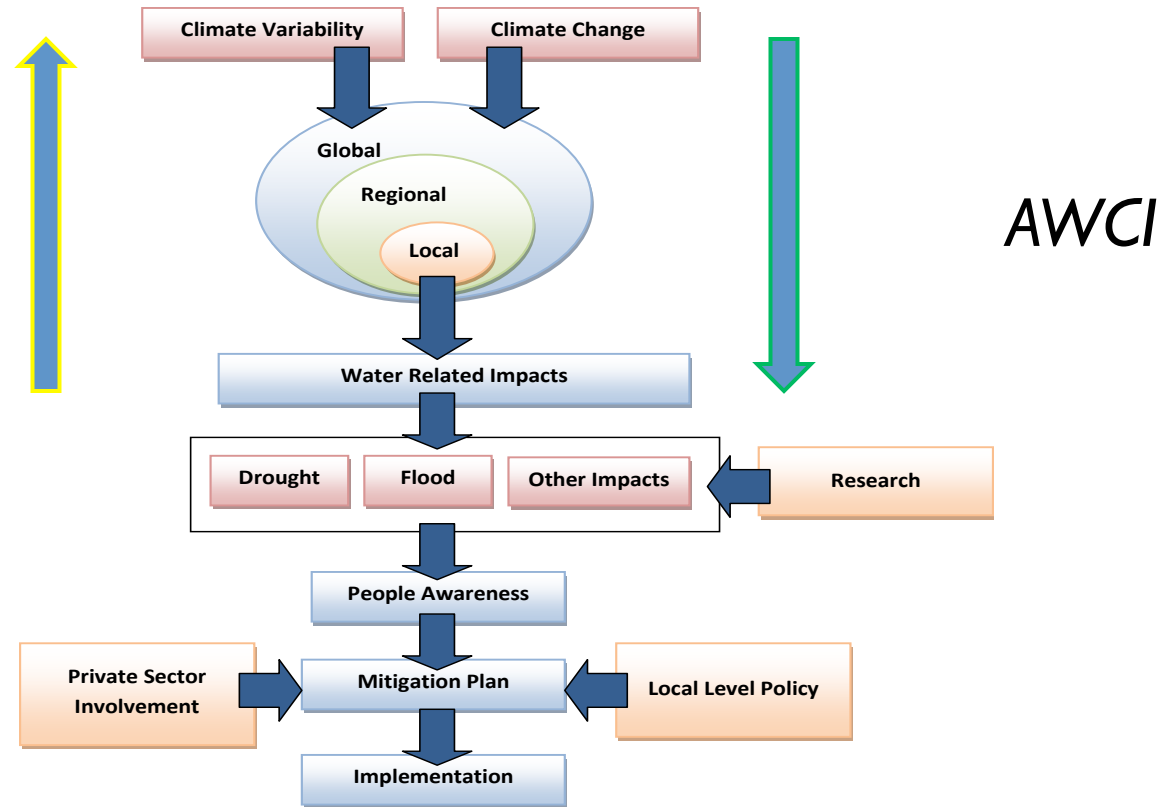 Climate Variability
Climate Change
Global
Regional
Local
AWCI
Water Related Impacts
Drought
Flood
Other Impacts
Research
People Awareness
Private Sector
Involvement
Mitigation Plan
Local Level Policy
Implementation